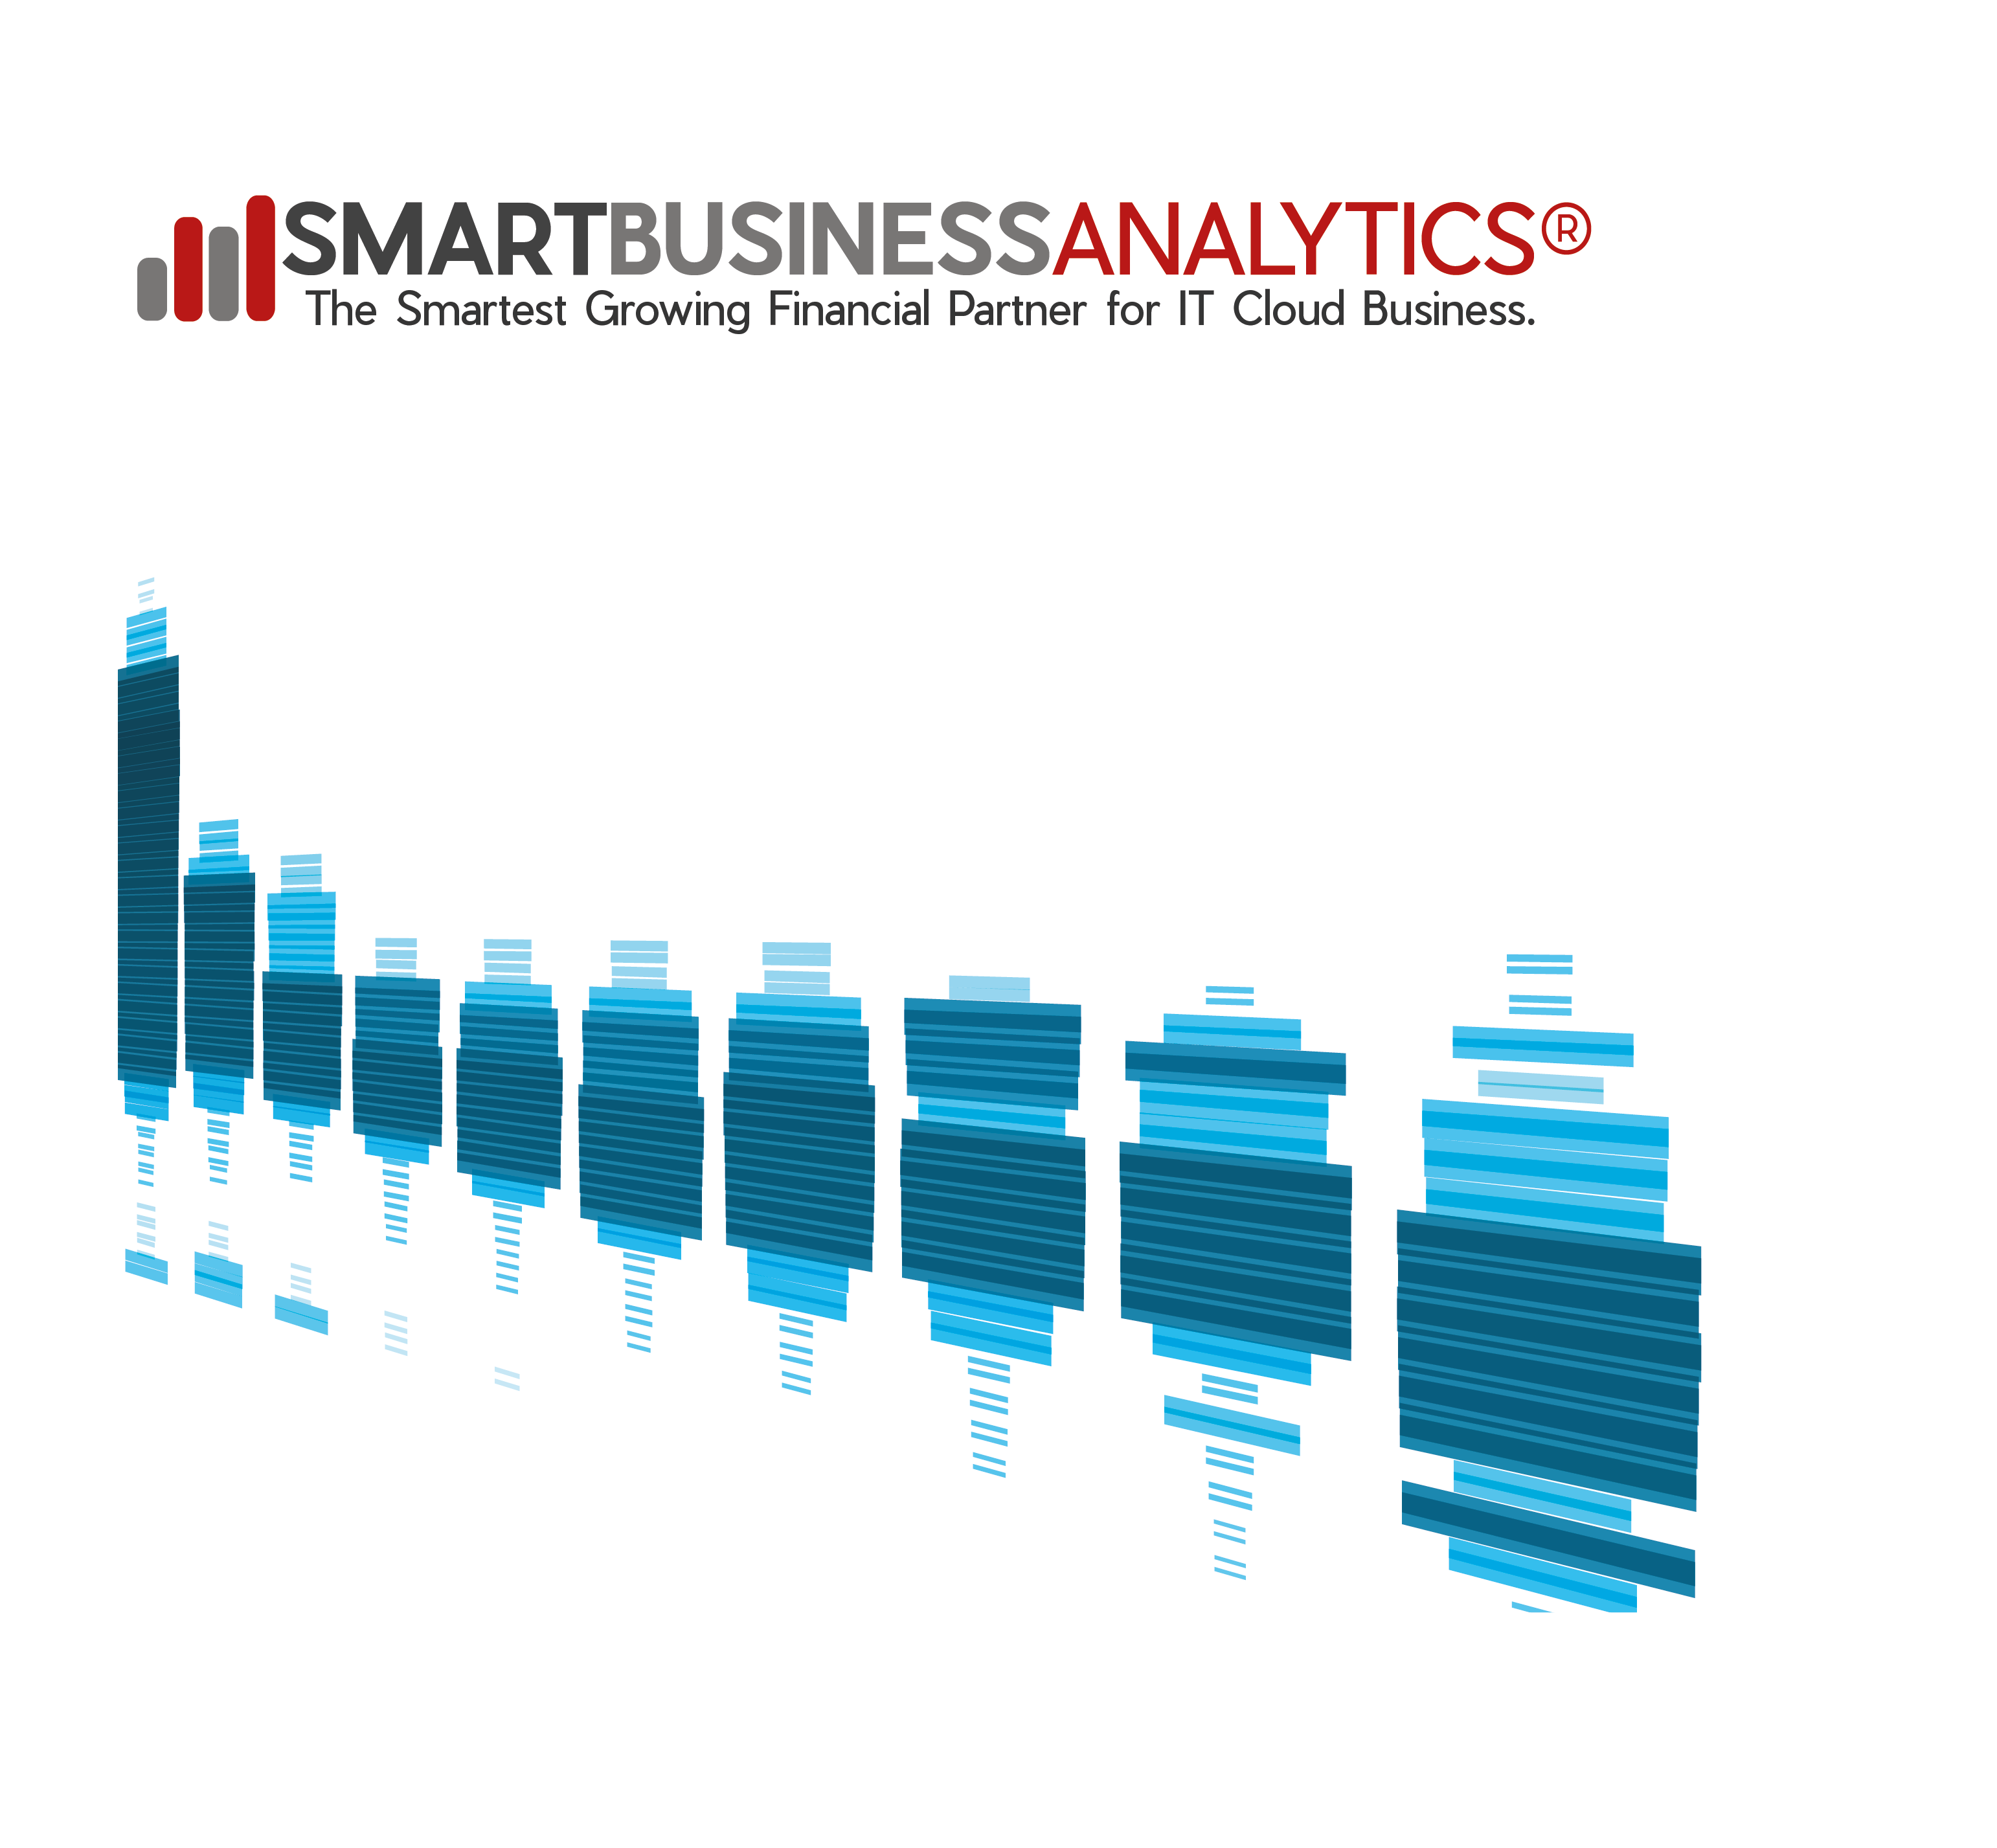 SMARTBUSINESSANALYTICS®
The Smartest Growing Financial Partner for IT Cloud Business.